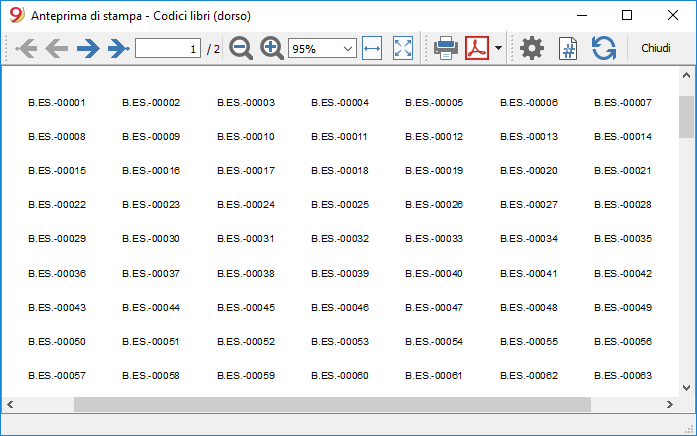 Anteprima di stampa - Codici libri (dorso)
1 / 2 95% Chiudi
B.ES.-00001 B.ES.-00002 B.ES.-00003 B.ES.-00004 B.ES.-00005 B.ES.-00006 B.ES.-00007
B.ES.-00008 B.ES.-00009 B.ES.-00010 B.ES.-00011 B.ES.-00012 B.ES.-00013 B.ES.-00014
B.ES.-00015 B.ES.-00016 B.ES.-00017 B.ES.-00018 B.ES.-00019 B.ES.-00020 B.ES.-00021
B.ES.-00022 B.ES.-00023 B.ES.-00024 B.ES.-00025 B.ES.-00026 B.ES.-00027 B.ES.-00028
B.ES.-00029 B.ES.-00030 B.ES.-00031 B.ES.-00032 B.ES.-00033 B.ES.-00034 B.ES.-00035
B.ES.-00036 B.ES.-00037 B.ES.-00038 B.ES.-00039 B.ES.-00040 B.ES.-00041 B.ES.-00042
B.ES.-00043 B.ES.-00044 B.ES.-00045 B.ES.-00046 B.ES.-00047 B.ES.-00048 B.ES.-00049
B.ES.-00050 B.ES.-00051 B.ES.-00052 B.ES.-00053 B.ES.-00054 B.ES.-00055 B.ES.-00056
B.ES.-00057 B.ES.-00058 B.ES.-00059 B.ES.-00060 B.ES.-00061 B.ES.-00062 B.ES.-00063